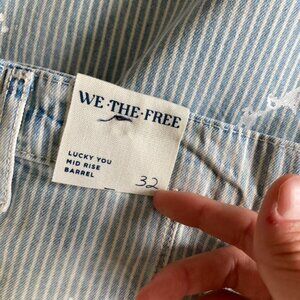 WE·THE·FREE
LUCKY YOU
MID RISE
BARREL
32